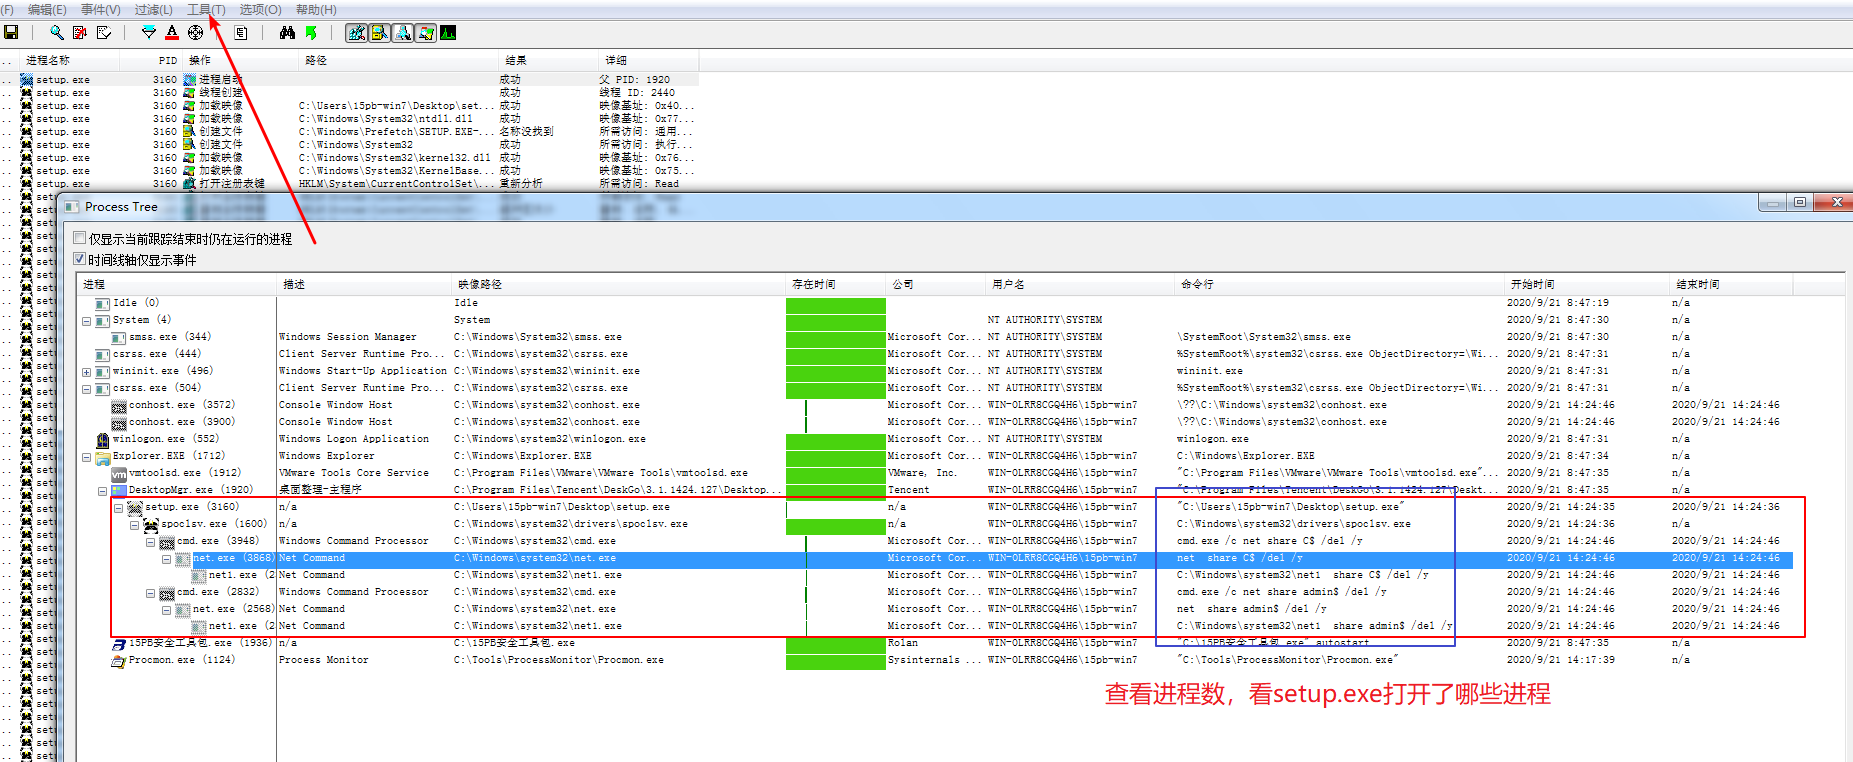 (F) 编辑(E) 事件(V) 过滤(L) 工具(T) 选项(O) 帮助(H)
进程名称 PID 操作 路径 结果 详细
setup.exe 3160 进程启动 成功 父 PID: 1920
setup.exe 3160 线程创建 成功 线程 ID: 2440
setup.exe 3160 加载映像 C:\Users\15pb-win7\Desktop\set... 成功 映像基址: 0x40...
setup.exe 3160 加载映像 C:\Windows\System32\ntdll.dll 成功 映像基址: 0x77...
setup.exe 3160 创建文件 C:\Windows\Prefetch\SETUP.EXE-... 名称没找到 所需访问: 通用...
setup.exe 3160 创建文件 C:\Windows\System32 成功 所需访问: 执行...
setup.exe 3160 加载映像 C:\Windows\System32\kernel32.dll 成功 映像基址: 0x76...
setup.exe 3160 加载映像 C:\Windows\System32\KernelBase... 成功 映像基址: 0x75...
setup.exe 3160 打开注册表键 HKLM\System\CurrentControlSet\... 重新分析 所需访问: Read
Process Tree
仅显示当前跟踪结束时仍在运行的进程
时间线轴仅显示事件
进程 描述 映像路径 存在时间 公司 用户名 命令行 开始时间 结束时间
Idle (0) Idle 2020/9/21 8:47:19 n/a
System (4) System NT AUTHORITY\SYSTEM 2020/9/21 8:47:30 n/a
smss.exe (344) Windows Session Manager C:\Windows\System32\smss.exe Microsoft Cor... NT AUTHORITY\SYSTEM \SystemRoot\System32\smss.exe 2020/9/21 8:47:30 n/a
csrss.exe (444) Client Server Runtime Pro... C:\Windows\system32\csrss.exe Microsoft Cor... NT AUTHORITY\SYSTEM %SystemRoot%\system32\csrss.exe ObjectDirectory=\Wi... 2020/9/21 8:47:31 n/a
wininit.exe (496) Windows Start-Up Application C:\Windows\system32\wininit.exe Microsoft Cor... NT AUTHORITY\SYSTEM wininit.exe 2020/9/21 8:47:31 n/a
csrss.exe (504) Client Server Runtime Pro... C:\Windows\system32\csrss.exe Microsoft Cor... NT AUTHORITY\SYSTEM %SystemRoot%\system32\csrss.exe ObjectDirectory=\Wi... 2020/9/21 8:47:31 n/a
conhost.exe (3572) Console Window Host C:\Windows\system32\conhost.exe Microsoft Cor... WIN-OLRR8CGQ4H6\15pb-win7 \??\C:\Windows\system32\conhost.exe 2020/9/21 14:24:46 2020/9/21 14:24:46
conhost.exe (3900) Console Window Host C:\Windows\system32\conhost.exe Microsoft Cor... WIN-OLRR8CGQ4H6\15pb-win7 \??\C:\Windows\system32\conhost.exe 2020/9/21 14:24:46 2020/9/21 14:24:46
winlogon.exe (552) Windows Logon Application C:\Windows\system32\winlogon.exe Microsoft Cor... NT AUTHORITY\SYSTEM winlogon.exe 2020/9/21 8:47:31 n/a
Explorer.EXE (1712) Windows Explorer C:\Windows\Explorer.EXE Microsoft Cor... WIN-OLRR8CGQ4H6\15pb-win7 C:\Windows\Explorer.EXE 2020/9/21 8:47:34 n/a
vmtoolsd.exe (1912) VMware Tools Core Service C:\Program Files\VMware\VMware Tools\vmtoolsd.exe VMware, Inc. WIN-OLRR8CGQ4H6\15pb-win7 "C:\Program Files\VMware\VMware Tools\vmtoolsd.exe"... 2020/9/21 8:47:35 n/a
DesktopMgr.exe (1920) 桌面整理-主程序 C:\Program Files\Tencent\DeskGo\3.1.1424.127\Desktop... Tencent WIN-OLRR8CGQ4H6\15pb-win7 "C:\Program Files\Tencent\DeskGo\3.1.1424.127\Deskt... 2020/9/21 8:47:35 n/a
setup.exe (3160) n/a C:\Users\15pb-win7\Desktop\setup.exe n/a WIN-OLRR8CGQ4H6\15pb-win7 "C:\Users\15pb-win7\Desktop\setup.exe" 2020/9/21 14:24:35 2020/9/21 14:24:36
spoclsv.exe (1600) n/a C:\Windows\system32\drivers\spoclsv.exe n/a WIN-OLRR8CGQ4H6\15pb-win7 C:\Windows\system32\drivers\spoclsv.exe 2020/9/21 14:24:36 n/a
cmd.exe (3948) Windows Command Processor C:\Windows\system32\cmd.exe Microsoft Cor... WIN-OLRR8CGQ4H6\15pb-win7 cmd.exe /c net share C$ /del /y 2020/9/21 14:24:46 2020/9/21 14:24:46
net.exe (3868) Net Command C:\Windows\system32\net.exe Microsoft Cor... WIN-OLRR8CGQ4H6\15pb-win7 net share C$ /del /y 2020/9/21 14:24:46 2020/9/21 14:24:46
net1.exe (2 Net Command C:\Windows\system32\net1.exe Microsoft Cor... WIN-OLRR8CGQ4H6\15pb-win7 C:\Windows\system32\net1 share C$ /del /y 2020/9/21 14:24:46 2020/9/21 14:24:46
cmd.exe (2832) Windows Command Processor C:\Windows\system32\cmd.exe Microsoft Cor... WIN-OLRR8CGQ4H6\15pb-win7 cmd.exe /c net share admin$ /del /y 2020/9/21 14:24:46 2020/9/21 14:24:46
net.exe (2568) Net Command C:\Windows\system32\net.exe Microsoft Cor... WIN-OLRR8CGQ4H6\15pb-win7 net share admin$ /del /y 2020/9/21 14:24:46 2020/9/21 14:24:46
net1.exe (2 Net Command C:\Windows\system32\net1.exe Microsoft Cor... WIN-OLRR8CGQ4H6\15pb-win7 C:\Windows\system32\net1 share admin$ /del /y 2020/9/21 14:24:46 2020/9/21 14:24:46
15PB安全工具包.exe (1936) n/a C:\15PB安全工具包.exe Rolan WIN-OLRR8CGQ4H6\15pb-win7 "C:\15PB安全工具包.exe" autostart 2020/9/21 8:47:35 n/a
Procmon.exe (1124) Process Monitor C:\Tools\ProcessMonitor\Procmon.exe Sysinternals ... WIN-OLRR8CGQ4H6\15pb-win7 "C:\Tools\ProcessMonitor\Procmon.exe" 2020/9/21 14:17:39 n/a
查看进程数，看setup.exe打开了哪些进程